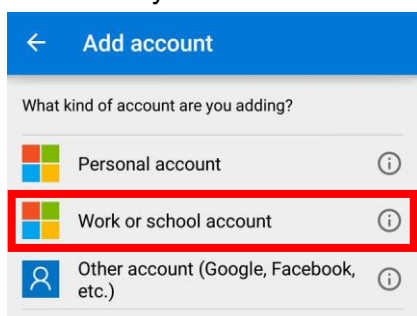 Add account
What kind of account are you adding?
Personal account
Work or school account
Other account (Google, Facebook,
etc.)